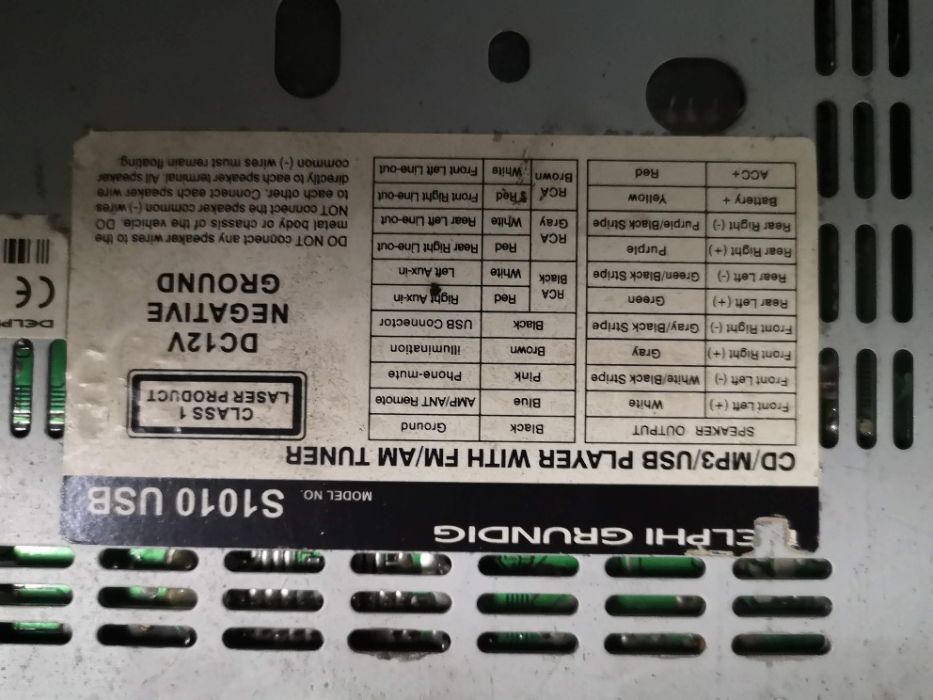 ELPHI GRUNDIG
MODEL NO. S1010 USB
CD/MP3/USB PLAYER WITH FM/AM TUNER
SPEAKER OUTPUT
Front Left (+) White
Front Left (-) White/Black Stripe
Front Right (+) Gray
Front Right (-) Gray/Black Stripe
Rear Left (+) Green
Rear Left (-) Green/Black Stripe
Rear Right (+) Purple
Rear Right (-) Purple/Black Stripe
Battery + Yellow
ACC+ Red
Black Ground
Blue AMP/ANT Remote
Pink Phone-mute
Brown illumination
Black USB Connector
RCA Black Red Right Aux-in
White Left Aux-in
RCA Gray Red Rear Right Line-out
White Rear Left Line-out
RCA Brown Red Front Right Line-out
White Front Left Line-out
CLASS 1
LASER PRODUCT
DC12V
NEGATIVE
GROUND
DO NOT connect any speaker wires to the
metal body or chassis of the vehicle. DO
NOT connect the speaker common (-) wires
to each other. Connect each speaker wire
directly to each speaker terminal. All speaker
common (-) wires must remain floating
DELPH
CE